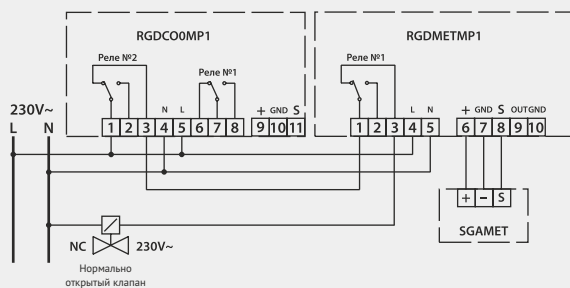 RGDCO0MP1
RGDMETMP1
Реле №2
Реле №1
Реле №1
N L
+ GND S
L N
+ GND S OUT GND
230V~
L N
1 2 3 4 5 6 7 8 9 10 11
1 2 3 4 5 6 7 8 9 10
+ – S
SGAMET
NC 230V~
Нормально
открытый клапан